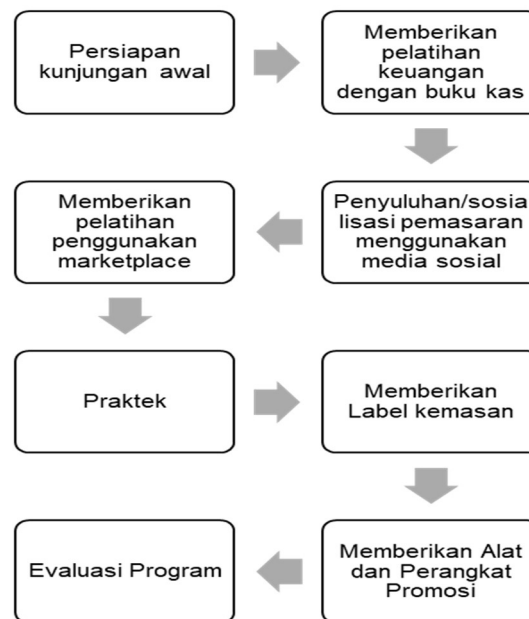 Persiapan
kunjungan awal
Memberikan
pelatihan
keuangan
dengan buku kas
Penyuluhan/sosia
lisasi pemasaran
menggunakan
media sosial
Memberikan
pelatihan
penggunakan
marketplace
Praktek
Memberikan
Label kemasan
Memberikan Alat
dan Perangkat
Promosi
Evaluasi Program